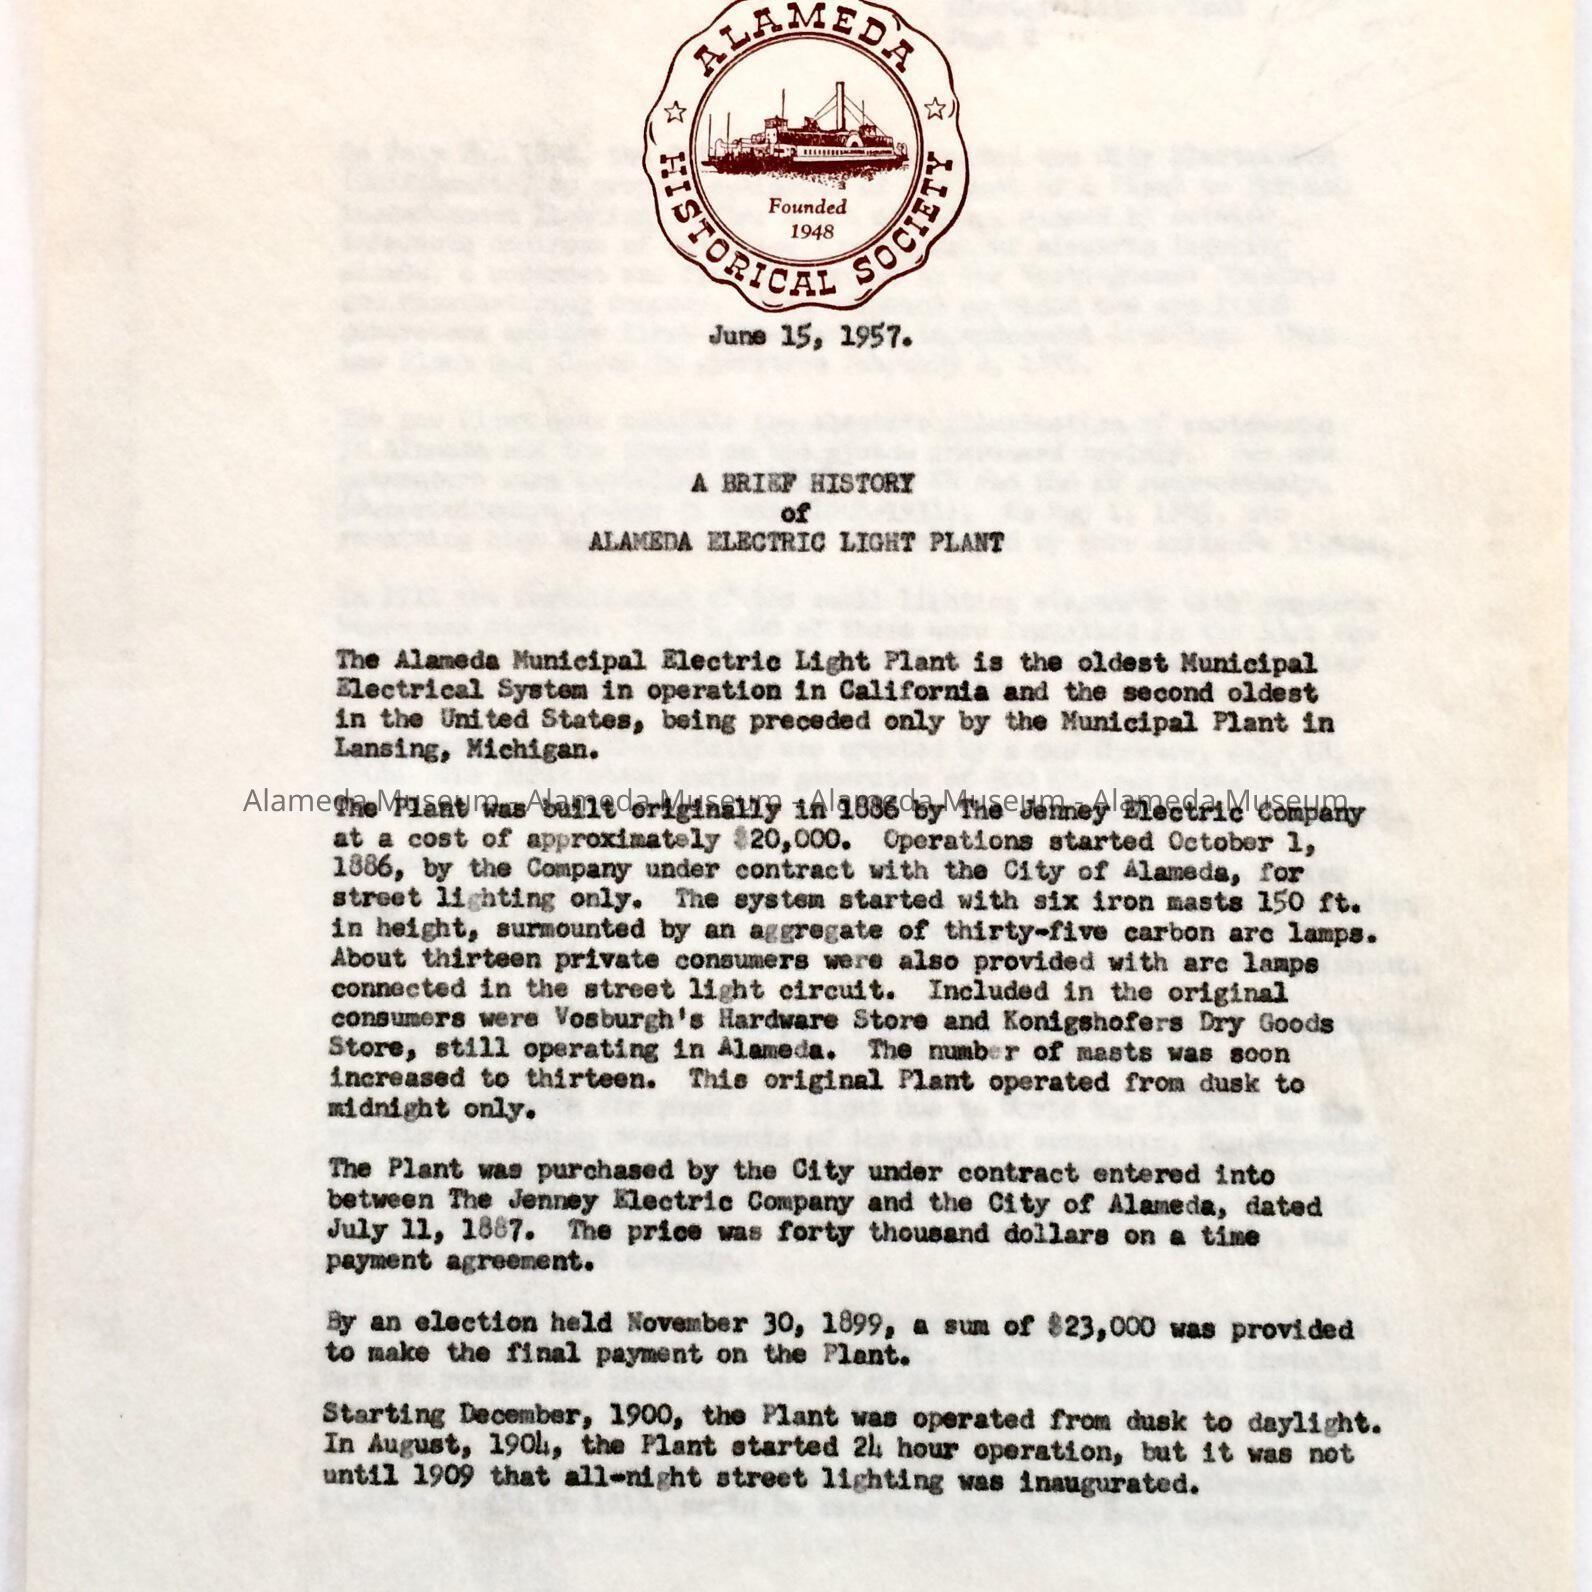 ALAMEDA
HISTORICAL SOCIETY
Founded
1948
June 15, 1957.
A BRIEF HISTORY
of
ALAMEDA ELECTRIC LIGHT PLANT
The Alameda Municipal Electric Light Plant is the oldest Municipal
Electrical System in operation in California and the second oldest
in the United States, being preceded only by the Municipal Plant in
Lansing, Michigan.
Alameda Museum - Alameda Museum - Alameda Museum - Alameda Museum
The Plant was built originally in 1886 by The Jenney Electric Company
at a cost of approximately $20,000. Operations started October 1,
1886, by the Company under contract with the City of Alameda, for
street lighting only. The system started with six iron masts 150 ft.
in height, surmounted by an aggregate of thirty-five carbon arc lamps.
About thirteen private consumers were also provided with arc lamps
connected in the street light circuit. Included in the original
consumers were Vosburgh's Hardware Store and Konigshofers Dry Goods
Store, still operating in Alameda. The number of masts was soon
increased to thirteen. This original Plant operated from dusk to
midnight only.
The Plant was purchased by the City under contract entered into
between The Jenney Electric Company and the City of Alameda, dated
July 11, 1887. The price was forty thousand dollars on a time
payment agreement.
By an election held November 30, 1899, a sum of $23,000 was provided
to make the final payment on the Plant.
Starting December, 1900, the Plant was operated from dusk to daylight.
In August, 1904, the Plant started 24 hour operation, but it was not
until 1909 that all-night street lighting was inaugurated.